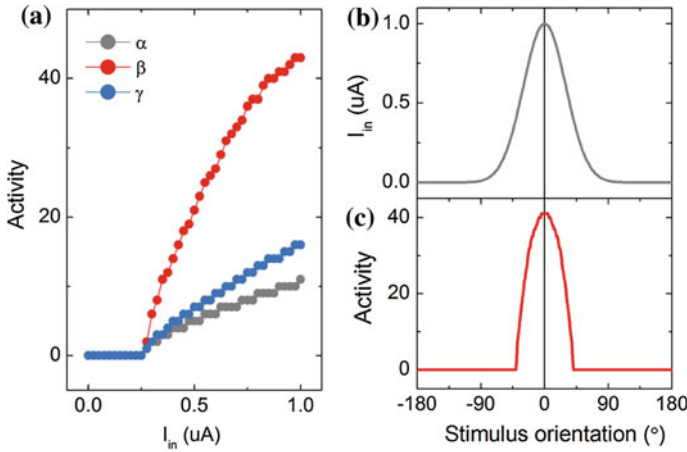 (a)
α
β
γ
Activity
40
20
0
0.0 0.5 1.0
I_in (uA)
(b)
I_in (uA)
1.0
0.5
0.0
(c)
Activity
40
20
0
-180 -90 0 90 180
Stimulus orientation (°)